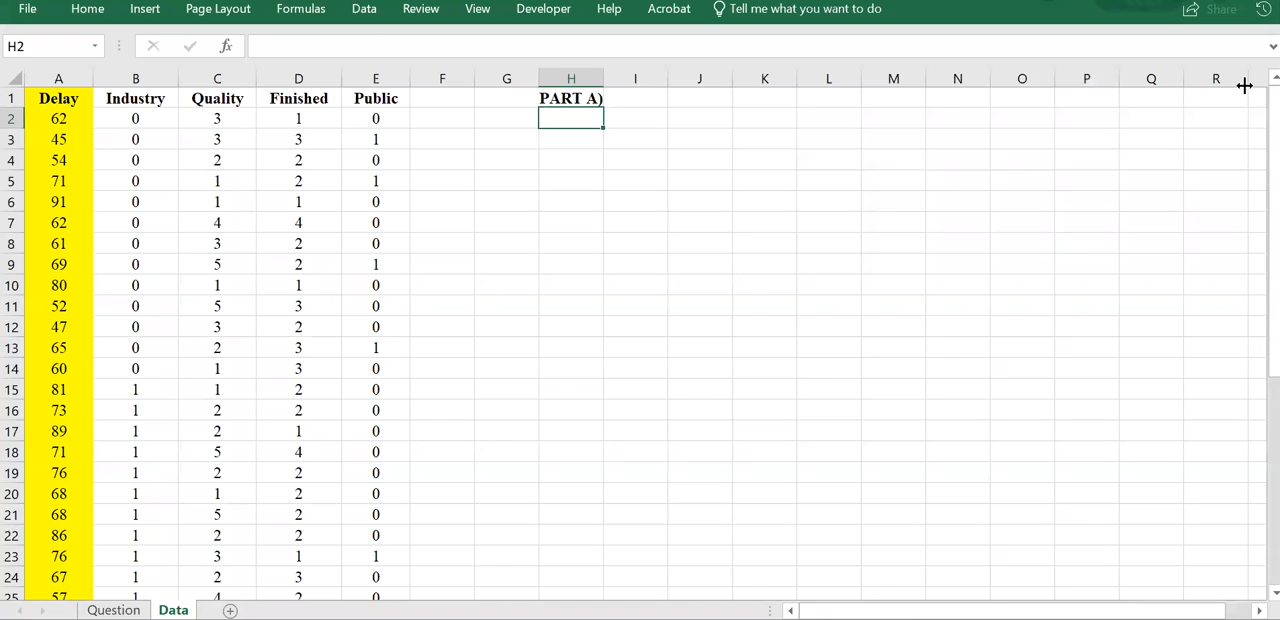 File Home Insert Page Layout Formulas Data Review View Developer Help Acrobat Tell me what you want to do Share
H2 fx
A B C D E F G H I J K L M N O P Q R
1 Delay Industry Quality Finished Public PART A)
2 62 0 3 1 0
3 45 0 3 3 1
4 54 0 2 2 0
5 71 0 1 2 1
6 91 0 1 1 0
7 62 0 4 4 0
8 61 0 3 2 0
9 69 0 5 2 1
10 80 0 1 1 0
11 52 0 5 3 0
12 47 0 3 2 0
13 65 0 2 3 1
14 60 0 1 3 0
15 81 1 1 2 0
16 73 1 2 2 0
17 89 1 2 1 0
18 71 1 5 4 0
19 76 1 2 2 0
20 68 1 1 2 0
21 68 1 5 2 0
22 86 1 2 2 0
23 76 1 3 1 1
24 67 1 2 3 0
25 57 1 4 2 0
Question Data